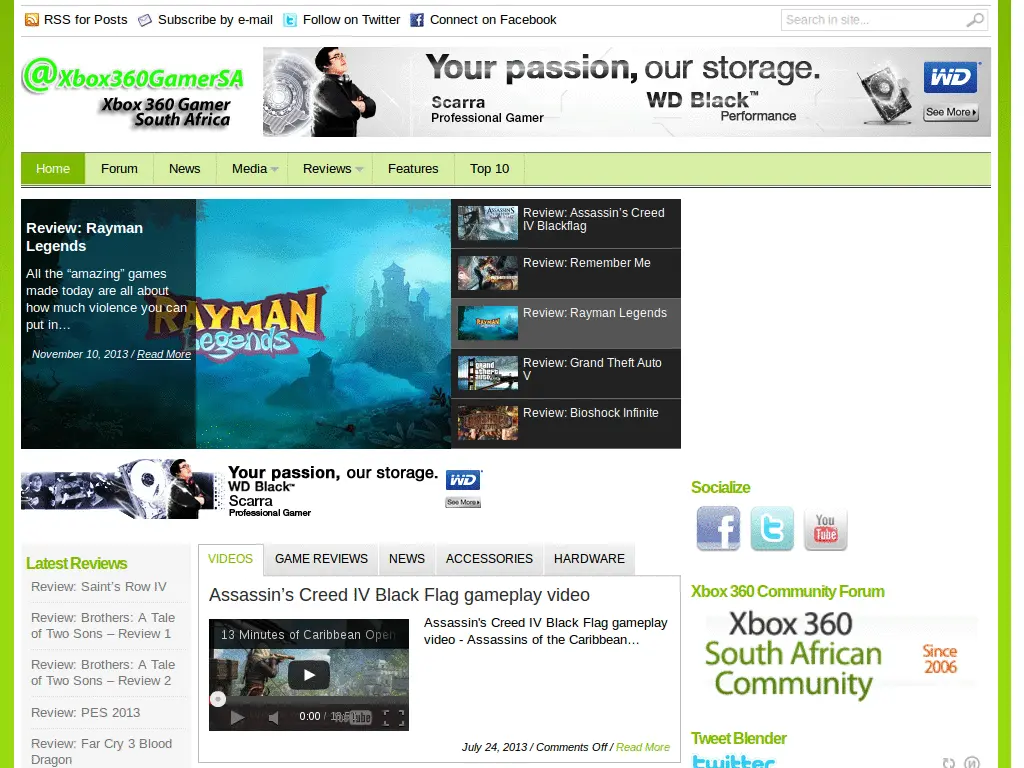 RSS for Posts
Subscribe by e-mail
Follow on Twitter
Connect on Facebook
Search in site...
@Xbox360GamerSA
Xbox 360 Gamer
South Africa
Your passion, our storage.
Scarra
Professional Gamer
WD Black™
Performance
WD
See More
Home
Forum
News
Media
Reviews
Features
Top 10
Review: Rayman
Legends
All the “amazing” games
made today are all about
how much violence you can
put in…
November 10, 2013 / Read More
RAYMAN
Legends
Review: Assassin’s Creed
IV Blackflag
Review: Remember Me
Review: Rayman Legends
Review: Grand Theft Auto
V
Review: Bioshock Infinite
Your passion, our storage.
WD Black™
Scarra
Professional Gamer
WD
See More
Socialize
You
Tube
Latest Reviews
Review: Saint’s Row IV
Review: Brothers: A Tale
of Two Sons – Review 1
Review: Brothers: A Tale
of Two Sons – Review 2
Review: PES 2013
Review: Far Cry 3 Blood
Dragon
VIDEOS
GAME REVIEWS
NEWS
ACCESSORIES
HARDWARE
Assassin’s Creed IV Black Flag gameplay video
13 Minutes of Caribbean Open
0:00 /
YouTube
Assassin's Creed IV Black Flag gameplay
video - Assassins of the Caribbean…
July 24, 2013 / Comments Off / Read More
Xbox 360 Community Forum
Xbox 360
South African
Community
Since
2006
Tweet Blender
twitter